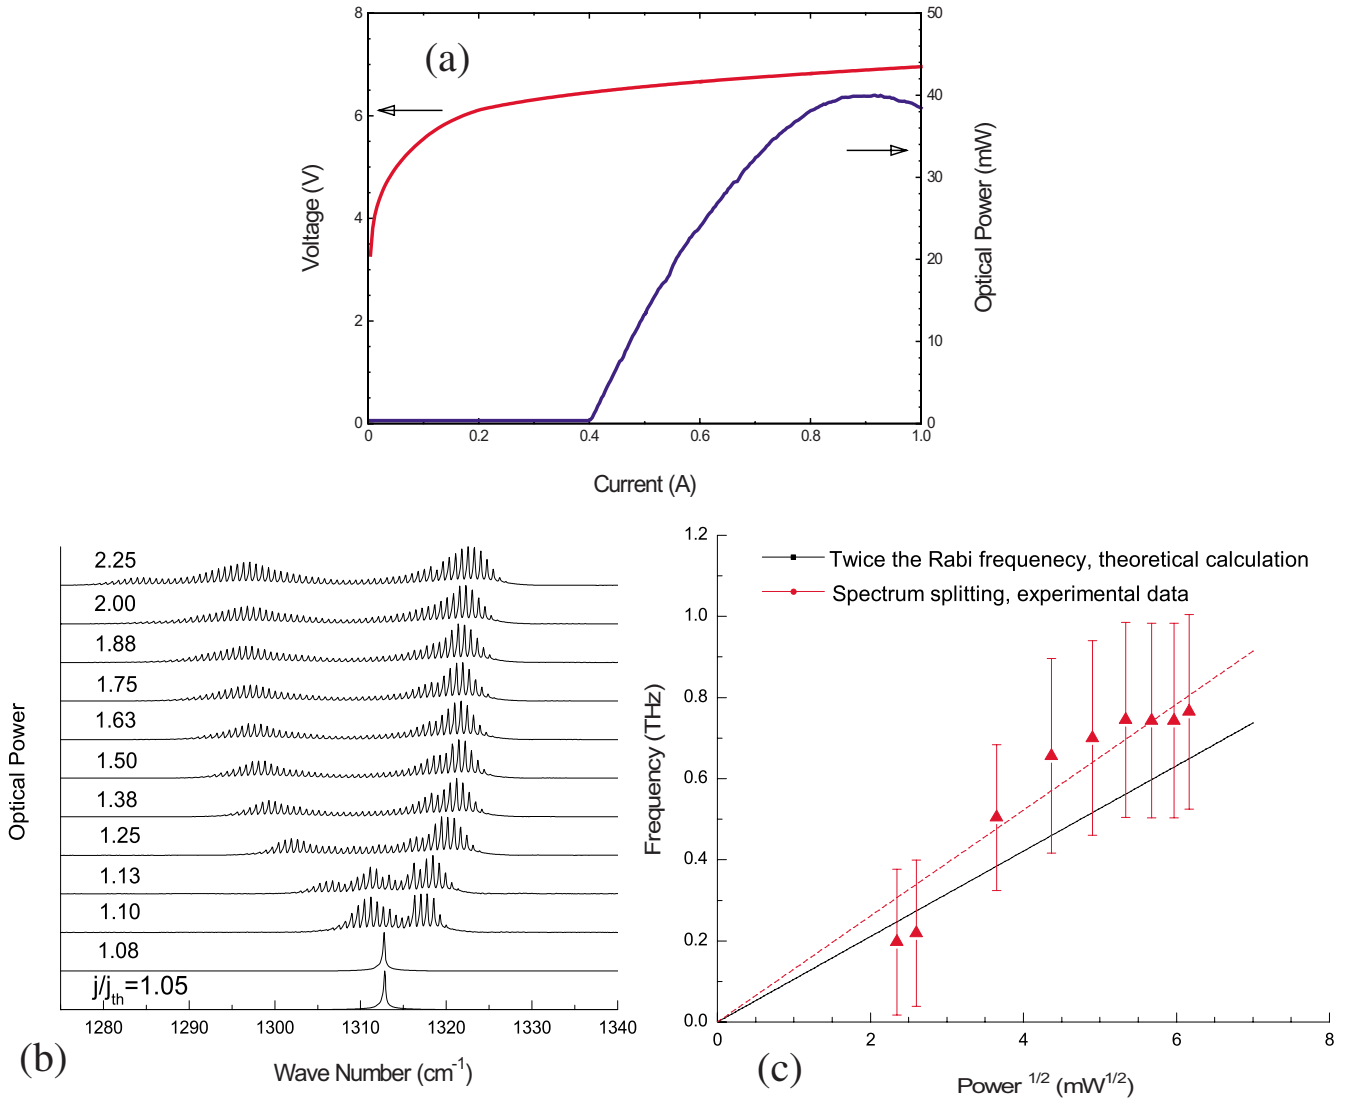 (a)
8
6
4
2
0
Voltage (V)
50
40
30
20
10
0
Optical Power (mW)
0 0.2 0.4 0.6 0.8 1.0
Current (A)
2.25
2.00
1.88
1.75
1.63
1.50
1.38
1.25
1.13
1.10
1.08
j/jth=1.05
Optical Power
1280 1290 1300 1310 1320 1330 1340
Wave Number (cm-1)
(b)
1.2
1.0
0.8
0.6
0.4
0.2
0.0
Frequency (THz)
Twice the Rabi frequenecy, theoretical calculation
Spectrum splitting, experimental data
0 2 4 6 8
Power 1/2 (mW1/2)
(c)